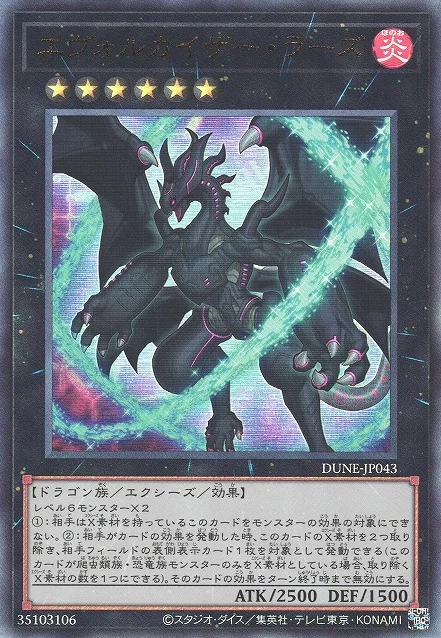 エヴォルカイザー・ラーズ
炎
ほのお
DUNE-JP043
【ドラゴン族／エクシーズ／効果】
レベル６モンスター×２
①：相手はX素材を持っているこのカードをモンスターの効果の対象にでき
ない。②：相手がカードの効果を発動した時、このカードのX素材を２つ取り
除き、相手フィールドの表側表示カード１枚を対象として発動できる(この
カードが爬虫類族・恐竜族モンスターのみをX素材としている場合、取り除く
X素材の数を１つにできる)。そのカードの効果をターン終了時まで無効にする。
ATK/2500 DEF/1500
35103106
©スタジオ・ダイス／集英社・テレビ東京・KONAMI